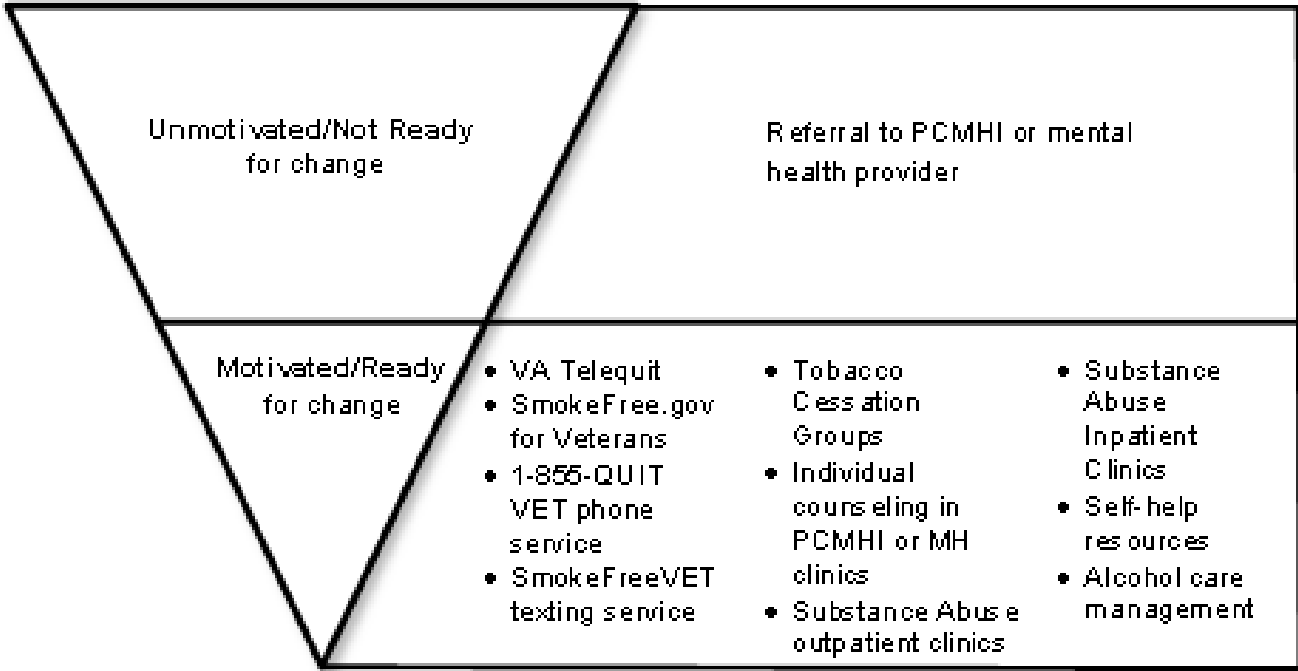 Unmotivated/Not Ready
for change
Referral to PCMHI or mental
health provider
Motivated/Ready
for change
• VA Telequit
• SmokeFree.gov
for Veterans
• 1-855-QUIT
VET phone
service
• SmokeFreeVET
texting service
• Tobacco
Cessation
Groups
• Individual
counseling in
PCMHI or MH
clinics
• Substance Abuse
outpatient clinics
• Substance
Abuse
Inpatient
Clinics
• Self-help
resources
• Alcohol care
management